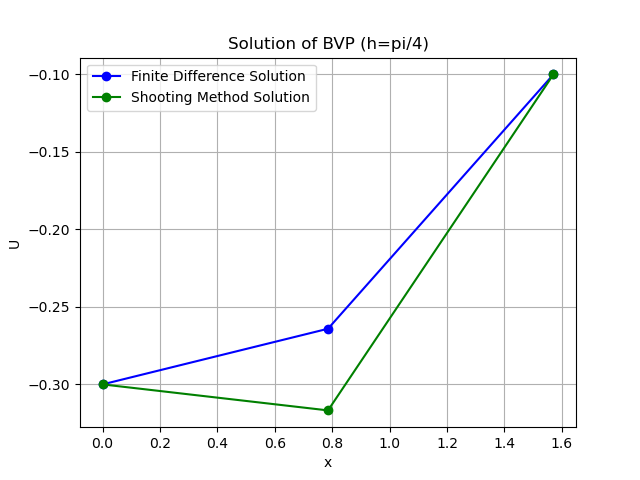 Solution of BVP (h=pi/4)
Finite Difference Solution
Shooting Method Solution
−0.10
−0.15
−0.20
−0.25
−0.30
U
0.0 0.2 0.4 0.6 0.8 1.0 1.2 1.4 1.6
x